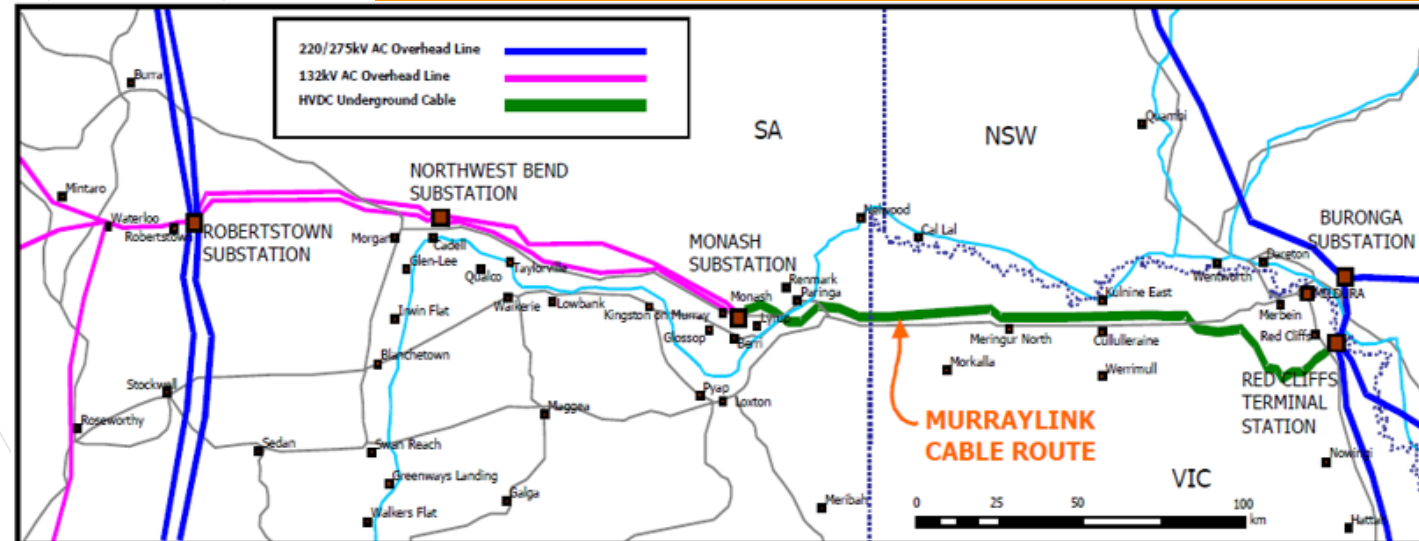 220/275kV AC Overhead Line
132kV AC Overhead Line
HVDC Underground Cable
SA
NSW
VIC
Burra
Quambi
NORTHWEST BEND
SUBSTATION
Mintaro
Waterloo
Robertstown
ROBERTSTOWN
SUBSTATION
Morgan
Cadell
Glen-Lee
Qualco
Taylorville
MONASH
SUBSTATION
Renmark
Paringa
Monash
Cal Lal
BURONGA
SUBSTATION
Dareton
Wentworth
MILDURA
Kulnine East
Merbein
Red Cliffs
Irwin Flat
Waikerie
Lowbank
Kingston on Murray
Glossop
Berri
Meringur North
Cullulleraine
Blanchetown
Morkalla
Werrimull
RED CLIFFS
TERMINAL
STATION
Stockwell
Pyap
Loxton
Roseworthy
Maggea
MURRAYLINK
CABLE ROUTE
Sedan
Swan Reach
Nowingi
Greenways Landing
Galga
Meribah
Walkers Flat
0 25 50 100
km